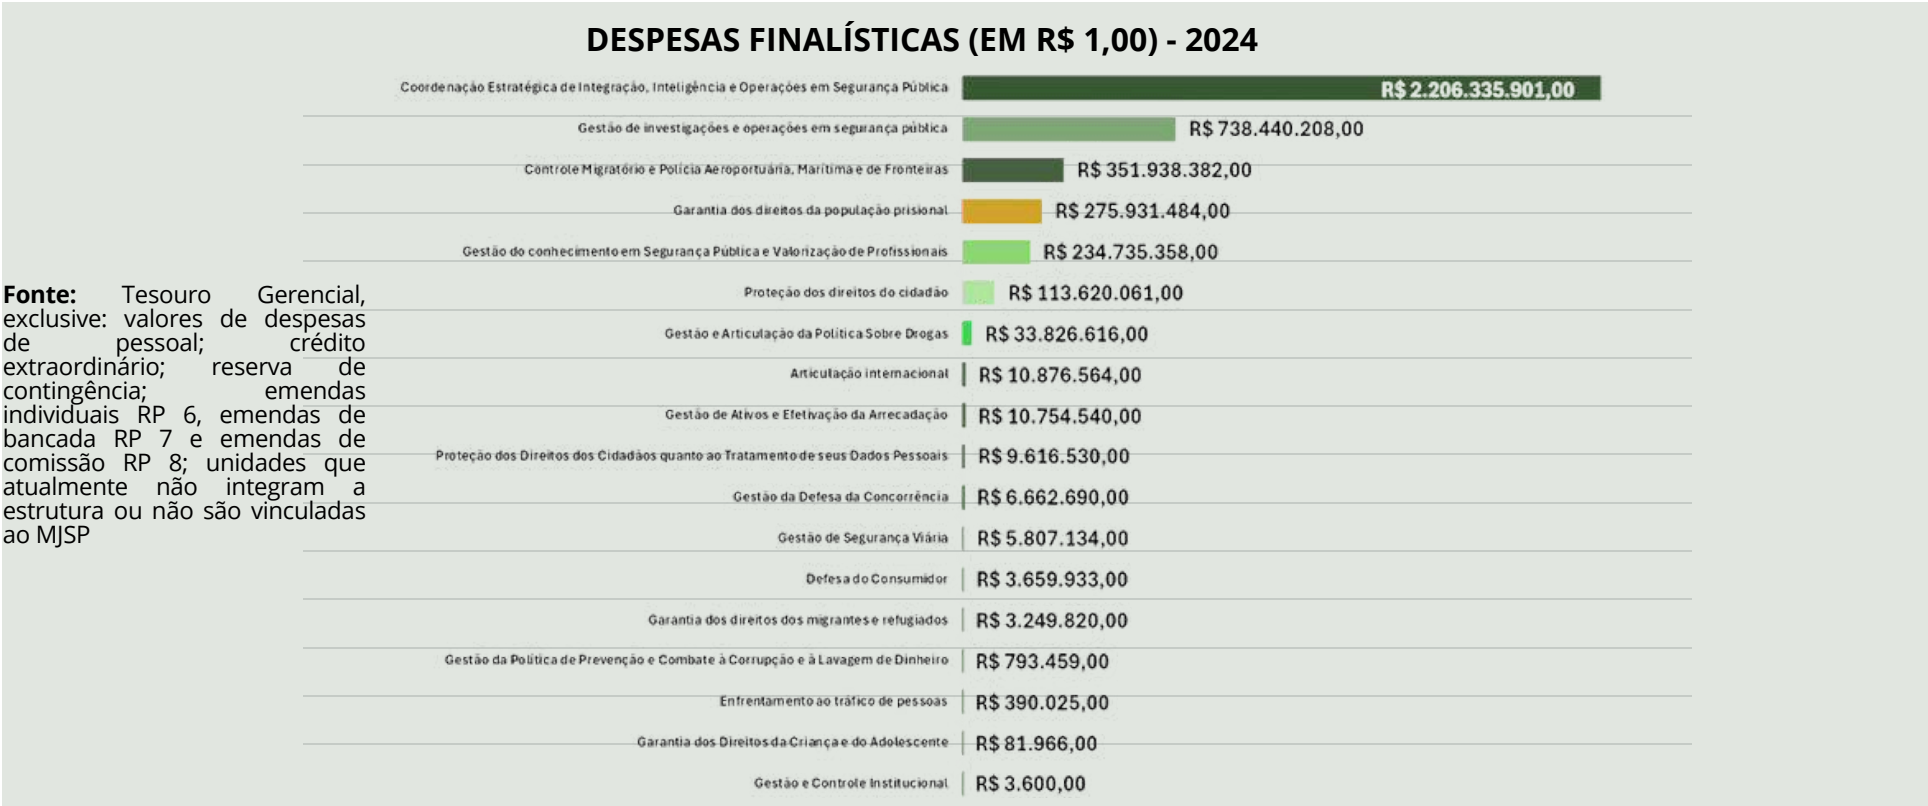 DESPESAS FINALÍSTICAS (EM R$ 1,00) - 2024
Coordenação Estratégica de Integração, Inteligência e Operações em Segurança Pública R$ 2.206.335.901,00
Gestão de investigações e operações em segurança pública R$ 738.440.208,00
Controle Migratório e Polícia Aeroportuária, Marítima e de Fronteiras R$ 351.938.382,00
Garantia dos direitos da população prisional R$ 275.931.484,00
Gestão do conhecimento em Segurança Pública e Valorização de Profissionais R$ 234.735.358,00
Proteção dos direitos do cidadão R$ 113.620.061,00
Gestão e Articulação da Política Sobre Drogas R$ 33.826.616,00
Articulação internacional R$ 10.876.564,00
Gestão de Ativos e Efetivação da Arrecadação R$ 10.754.540,00
Proteção dos Direitos dos Cidadãos quanto ao Tratamento de seus Dados Pessoais R$ 9.616.530,00
Gestão da Defesa da Concorrência R$ 6.662.690,00
Gestão de Segurança Viária R$ 5.807.134,00
Defesa do Consumidor R$ 3.659.933,00
Garantia dos direitos dos migrantes e refugiados R$ 3.249.820,00
Gestão da Política de Prevenção e Combate à Corrupção e à Lavagem de Dinheiro R$ 793.459,00
Enfrentamento ao tráfico de pessoas R$ 390.025,00
Garantia dos Direitos da Criança e do Adolescente R$ 81.966,00
Gestão e Controle Institucional R$ 3.600,00
Fonte: Tesouro Gerencial,
exclusive: valores de despesas
de pessoal; crédito
extraordinário; reserva de
contingência; emendas
individuais RP 6, emendas de
bancada RP 7 e emendas de
comissão RP 8; unidades que
atualmente não integram a
estrutura ou não são vinculadas
ao MJSP